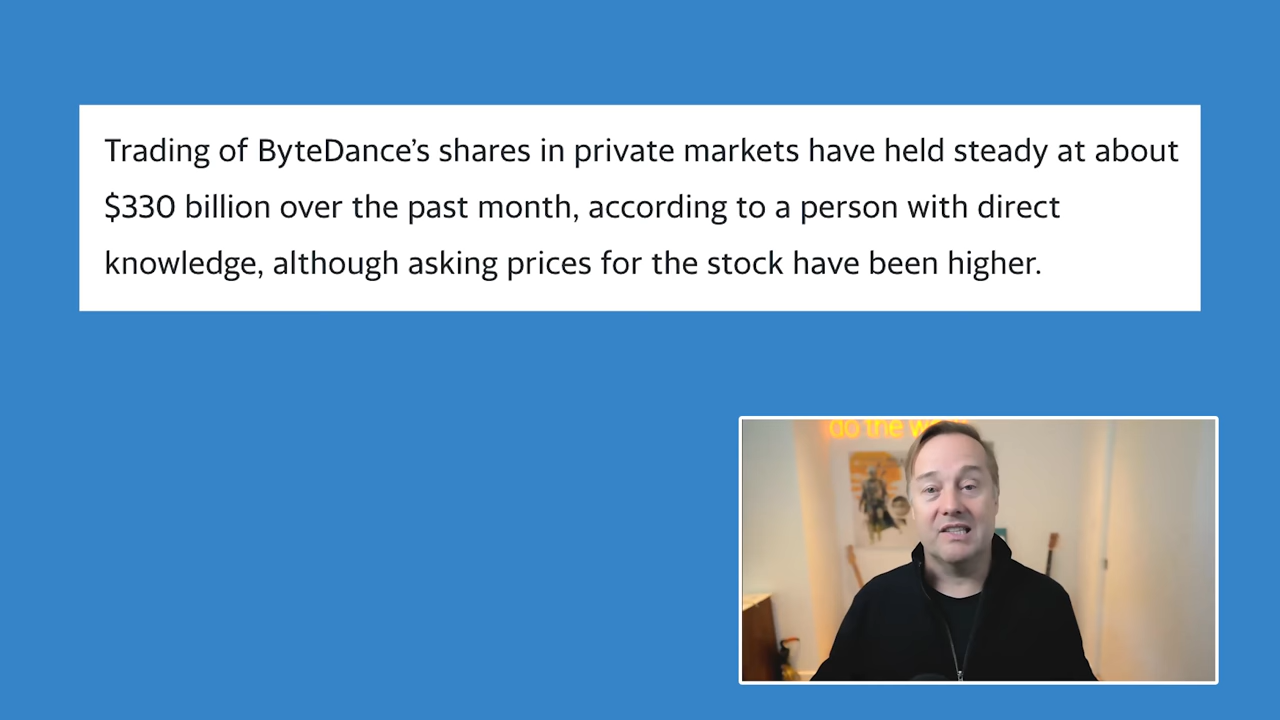 Trading of ByteDance’s shares in private markets have held steady at about
$330 billion over the past month, according to a person with direct
knowledge, although asking prices for the stock have been higher.
do the